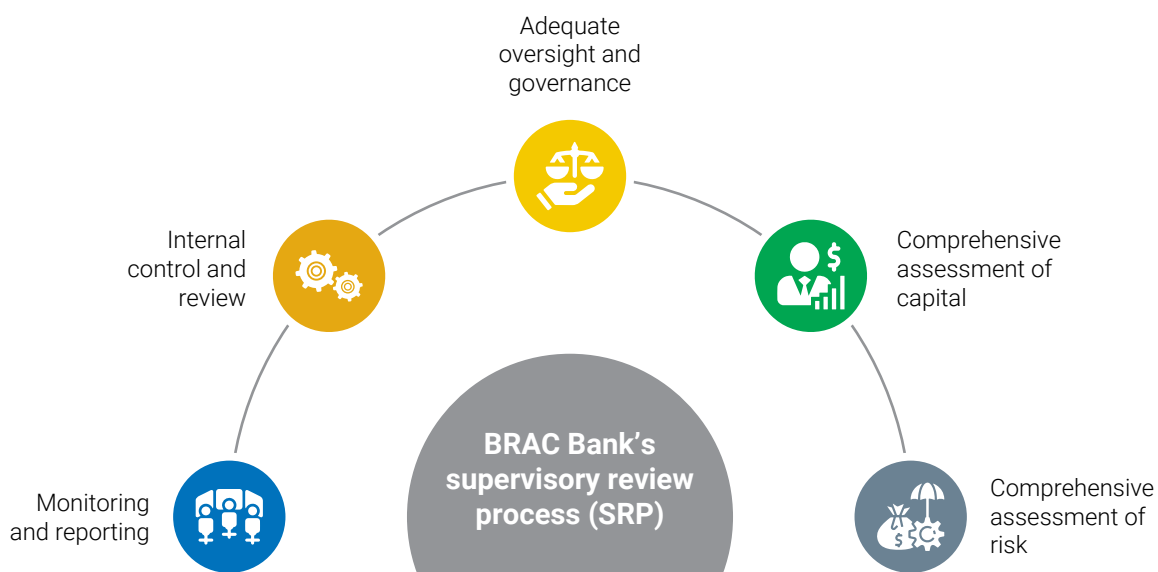 Adequate
oversight and
governance
Internal
control and
review
Comprehensive
assessment of
capital
BRAC Bank’s
supervisory review
process (SRP)
Monitoring
and reporting
Comprehensive
assessment of
risk
$
$